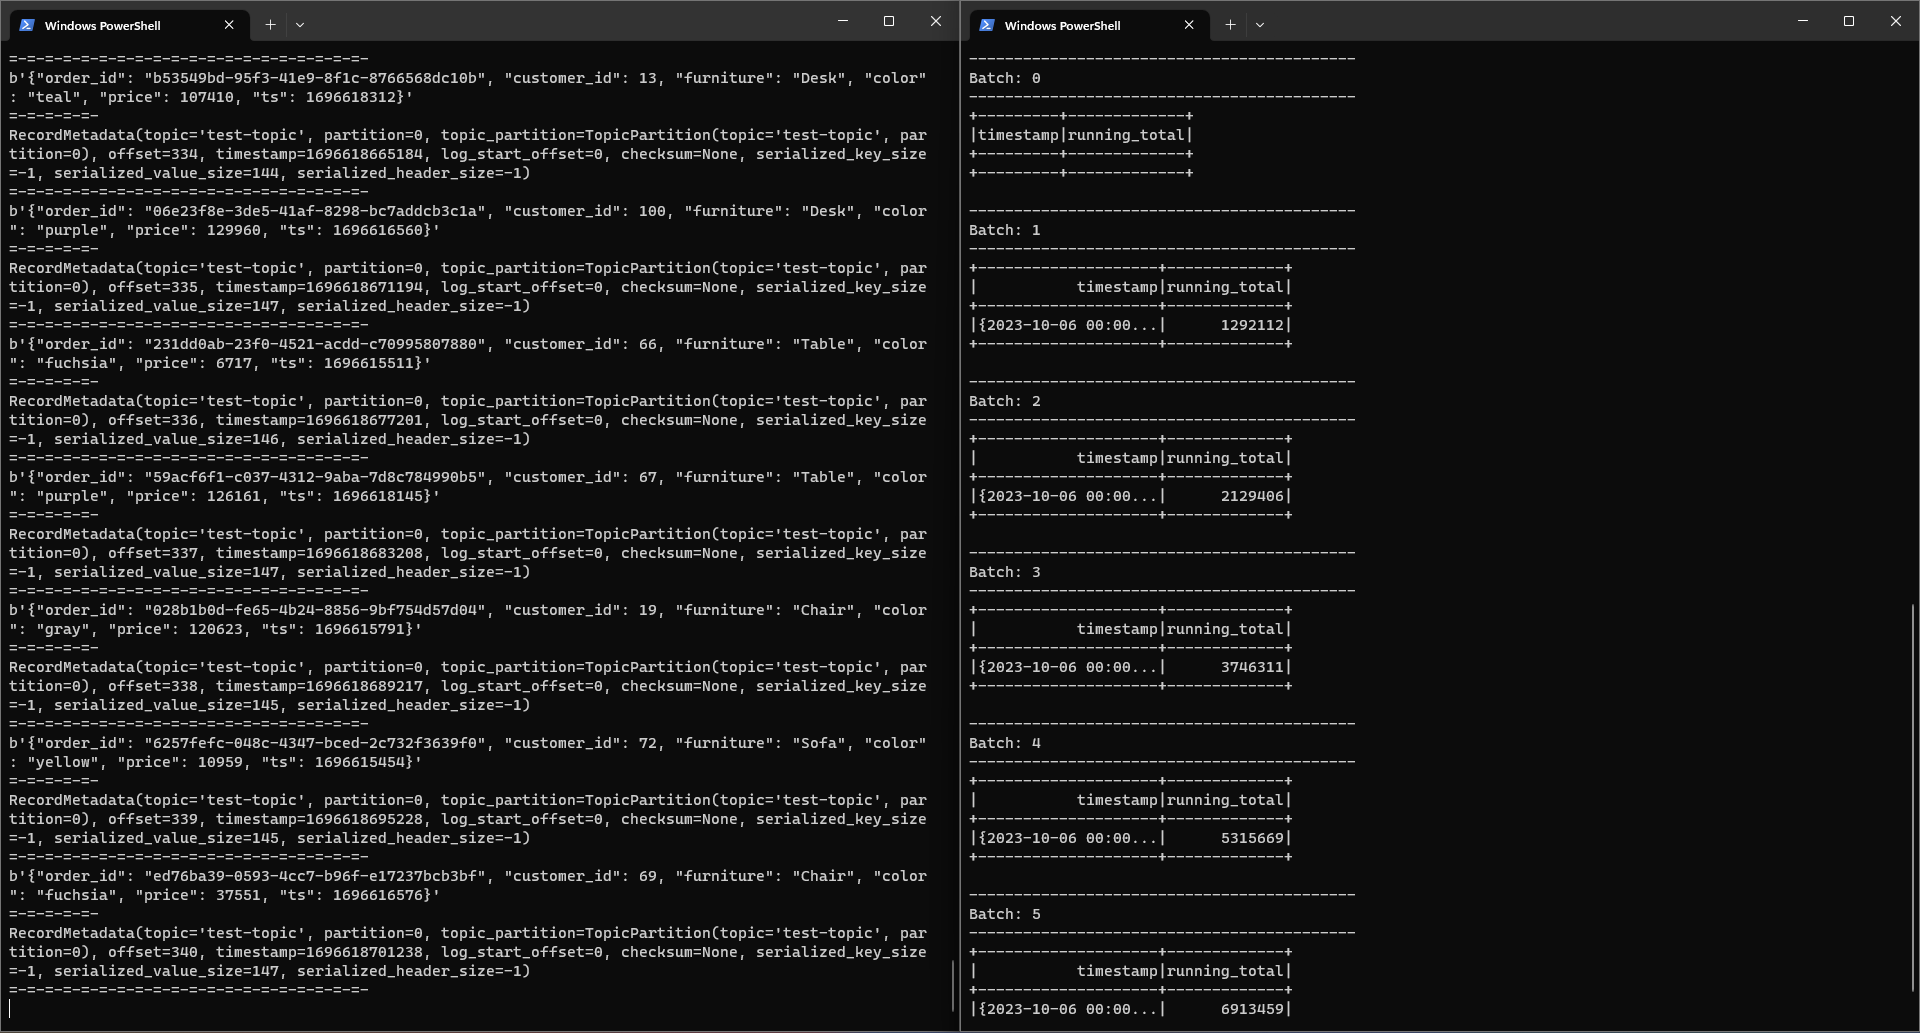 Windows PowerShell
=-=-=-=-=-=-=-=-=-=-=-=-=-=-=-=-=-=-=-=-
b'{"order_id": "b53549bd-95f3-41e9-8f1c-8766568dc10b", "customer_id": 13, "furniture": "Desk", "color"
: "teal", "price": 107410, "ts": 1696618312}'
=-=-=-=-=-
RecordMetadata(topic='test-topic', partition=0, topic_partition=TopicPartition(topic='test-topic', par
tition=0), offset=334, timestamp=1696618665184, log_start_offset=0, checksum=None, serialized_key_size
=-1, serialized_value_size=144, serialized_header_size=-1)
=-=-=-=-=-=-=-=-=-=-=-=-=-=-=-=-=-=-=-=-
b'{"order_id": "06e23f8e-3de5-41af-8298-bc7addcb3c1a", "customer_id": 100, "furniture": "Desk", "color
": "purple", "price": 129960, "ts": 1696616560}'
=-=-=-=-=-
RecordMetadata(topic='test-topic', partition=0, topic_partition=TopicPartition(topic='test-topic', par
tition=0), offset=335, timestamp=1696618671194, log_start_offset=0, checksum=None, serialized_key_size
=-1, serialized_value_size=147, serialized_header_size=-1)
=-=-=-=-=-=-=-=-=-=-=-=-=-=-=-=-=-=-=-=-
b'{"order_id": "231dd0ab-23f0-4521-acdd-c70995807880", "customer_id": 66, "furniture": "Table", "color
": "fuchsia", "price": 6717, "ts": 1696615511}'
=-=-=-=-=-
RecordMetadata(topic='test-topic', partition=0, topic_partition=TopicPartition(topic='test-topic', par
tition=0), offset=336, timestamp=1696618677201, log_start_offset=0, checksum=None, serialized_key_size
=-1, serialized_value_size=146, serialized_header_size=-1)
=-=-=-=-=-=-=-=-=-=-=-=-=-=-=-=-=-=-=-=-
b'{"order_id": "59acf6f1-c037-4312-9aba-7d8c784990b5", "customer_id": 67, "furniture": "Table", "color
": "purple", "price": 126161, "ts": 1696618145}'
=-=-=-=-=-
RecordMetadata(topic='test-topic', partition=0, topic_partition=TopicPartition(topic='test-topic', par
tition=0), offset=337, timestamp=1696618683208, log_start_offset=0, checksum=None, serialized_key_size
=-1, serialized_value_size=147, serialized_header_size=-1)
=-=-=-=-=-=-=-=-=-=-=-=-=-=-=-=-=-=-=-=-
b'{"order_id": "028b1b0d-fe65-4b24-8856-9bf754d57d04", "customer_id": 19, "furniture": "Chair", "color
": "gray", "price": 120623, "ts": 1696615791}'
=-=-=-=-=-
RecordMetadata(topic='test-topic', partition=0, topic_partition=TopicPartition(topic='test-topic', par
tition=0), offset=338, timestamp=1696618689217, log_start_offset=0, checksum=None, serialized_key_size
=-1, serialized_value_size=145, serialized_header_size=-1)
=-=-=-=-=-=-=-=-=-=-=-=-=-=-=-=-=-=-=-=-
b'{"order_id": "6257fefc-048c-4347-bced-2c732f3639f0", "customer_id": 72, "furniture": "Sofa", "color"
: "yellow", "price": 10959, "ts": 1696615454}'
=-=-=-=-=-
RecordMetadata(topic='test-topic', partition=0, topic_partition=TopicPartition(topic='test-topic', par
tition=0), offset=339, timestamp=1696618695228, log_start_offset=0, checksum=None, serialized_key_size
=-1, serialized_value_size=145, serialized_header_size=-1)
=-=-=-=-=-=-=-=-=-=-=-=-=-=-=-=-=-=-=-=-
b'{"order_id": "ed76ba39-0593-4cc7-b96f-e17237bcb3bf", "customer_id": 69, "furniture": "Chair", "color
": "fuchsia", "price": 37551, "ts": 1696616576}'
=-=-=-=-=-
RecordMetadata(topic='test-topic', partition=0, topic_partition=TopicPartition(topic='test-topic', par
tition=0), offset=340, timestamp=1696618701238, log_start_offset=0, checksum=None, serialized_key_size
=-1, serialized_value_size=147, serialized_header_size=-1)
=-=-=-=-=-=-=-=-=-=-=-=-=-=-=-=-=-=-=-=-
Windows PowerShell
-------------------------------------------
Batch: 0
-------------------------------------------
+---------+-------------+
|timestamp|running_total|
+---------+-------------+
+---------+-------------+
-------------------------------------------
Batch: 1
-------------------------------------------
+--------------------+-------------+
|           timestamp|running_total|
+--------------------+-------------+
|{2023-10-06 00:00...|      1292112|
+--------------------+-------------+
-------------------------------------------
Batch: 2
-------------------------------------------
+--------------------+-------------+
|           timestamp|running_total|
+--------------------+-------------+
|{2023-10-06 00:00...|      2129406|
+--------------------+-------------+
-------------------------------------------
Batch: 3
-------------------------------------------
+--------------------+-------------+
|           timestamp|running_total|
+--------------------+-------------+
|{2023-10-06 00:00...|      3746311|
+--------------------+-------------+
-------------------------------------------
Batch: 4
-------------------------------------------
+--------------------+-------------+
|           timestamp|running_total|
+--------------------+-------------+
|{2023-10-06 00:00...|      5315669|
+--------------------+-------------+
-------------------------------------------
Batch: 5
-------------------------------------------
+--------------------+-------------+
|           timestamp|running_total|
+--------------------+-------------+
|{2023-10-06 00:00...|      6913459|